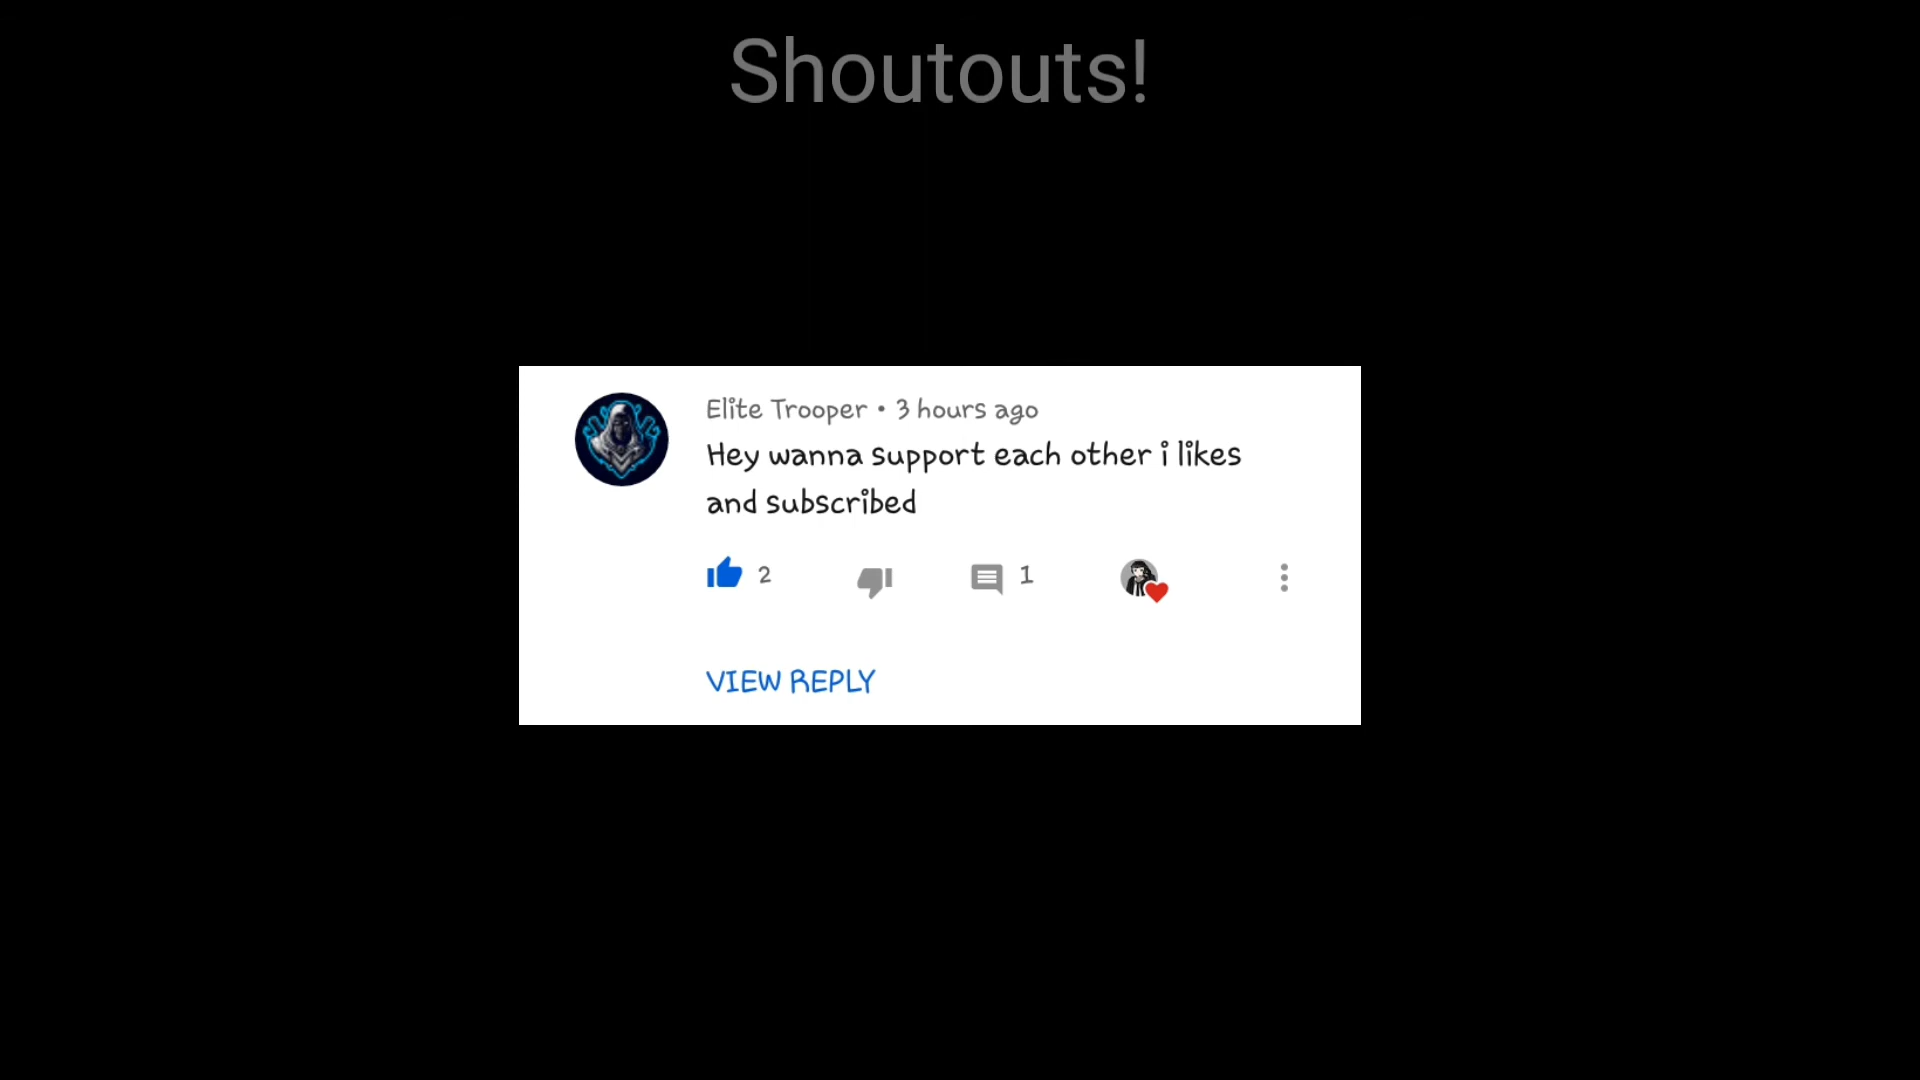 Shoutouts!
Elite Trooper • 3 hours ago
Hey wanna support each other i likes
and subscribed
2
1
VIEW REPLY